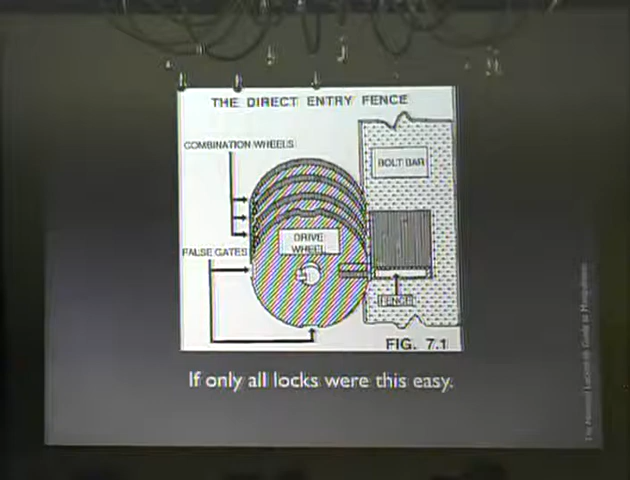 THE DIRECT ENTRY FENCE
COMBINATION WHEELS
BOLT BAR
DRIVE
WHEEL
FALSE GATES
FENCE
FIG. 7.1
If only all locks were this easy.